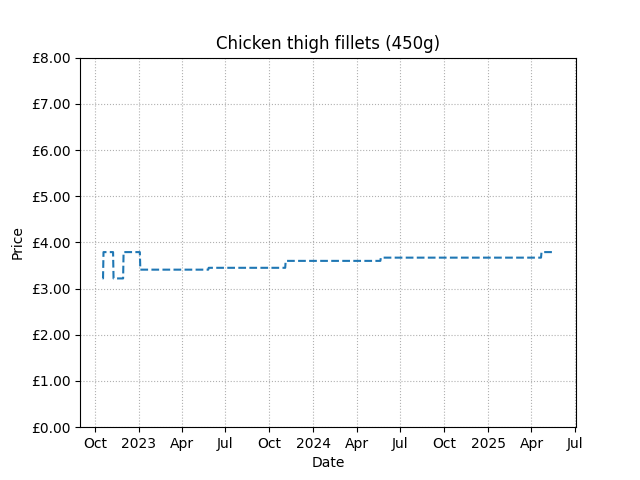 Chicken thigh fillets (450g)
£8.00
£7.00
£6.00
£5.00
£4.00
£3.00
£2.00
£1.00
£0.00
Price
Oct 2023 Apr Jul Oct 2024 Apr Jul Oct 2025 Apr Jul
Date